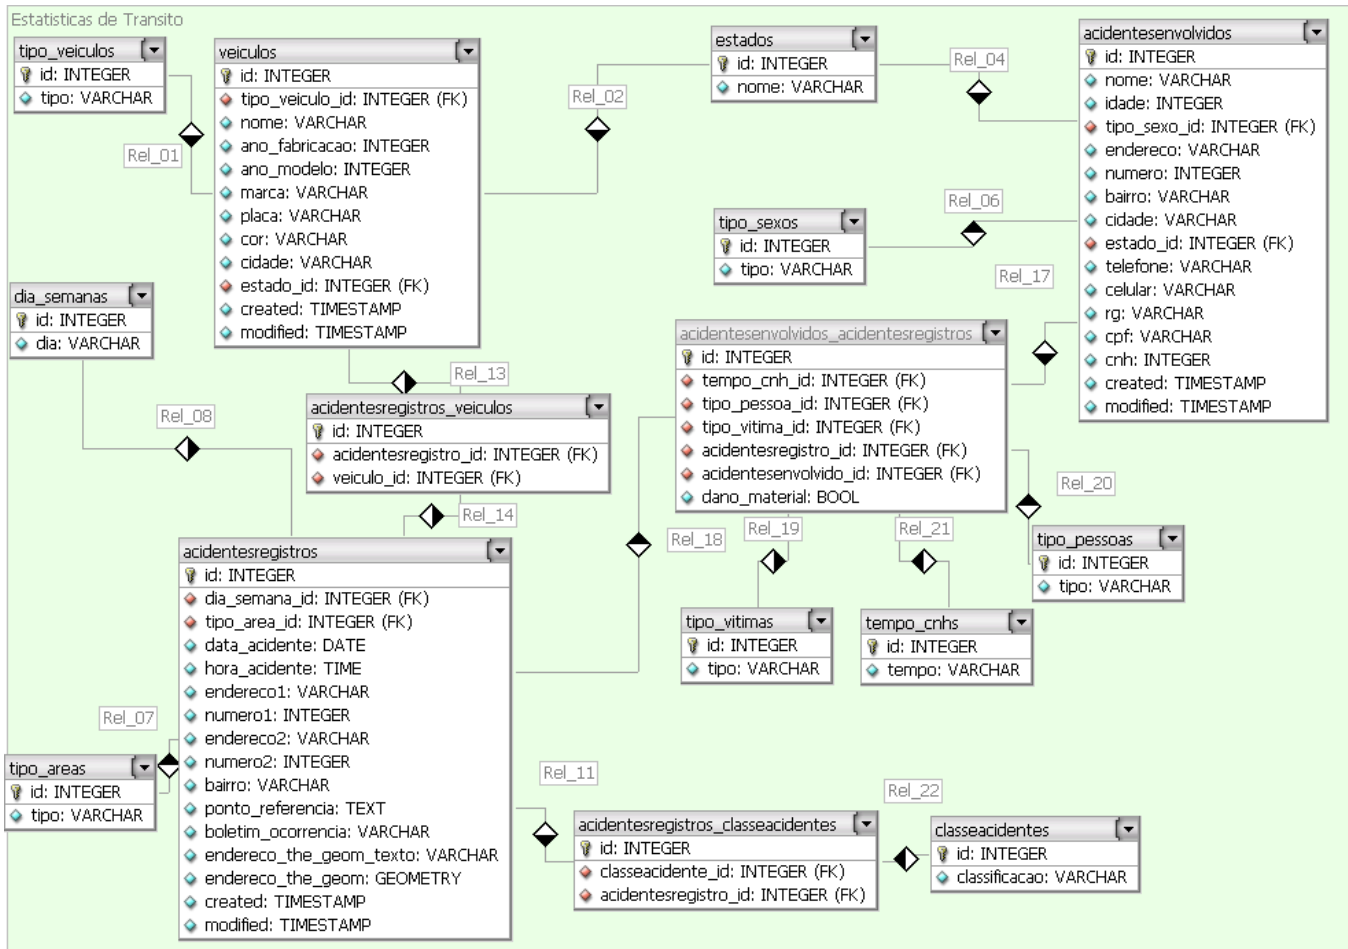 Estatisticas de Transito
tipo_veiculos
id: INTEGER
tipo: VARCHAR
Rel_01
veiculos
id: INTEGER
tipo_veiculo_id: INTEGER (FK)
nome: VARCHAR
ano_fabricacao: INTEGER
ano_modelo: INTEGER
marca: VARCHAR
placa: VARCHAR
cor: VARCHAR
cidade: VARCHAR
estado_id: INTEGER (FK)
created: TIMESTAMP
modified: TIMESTAMP
Rel_02
estados
id: INTEGER
nome: VARCHAR
Rel_04
acidentesenvolvidos
id: INTEGER
nome: VARCHAR
idade: INTEGER
tipo_sexo_id: INTEGER (FK)
endereco: VARCHAR
numero: INTEGER
bairro: VARCHAR
cidade: VARCHAR
estado_id: INTEGER (FK)
telefone: VARCHAR
celular: VARCHAR
rg: VARCHAR
cpf: VARCHAR
cnh: INTEGER
created: TIMESTAMP
modified: TIMESTAMP
Rel_06
tipo_sexos
id: INTEGER
tipo: VARCHAR
Rel_17
dia_semanas
id: INTEGER
dia: VARCHAR
Rel_08
Rel_13
acidentesregistros_veiculos
id: INTEGER
acidentesregistro_id: INTEGER (FK)
veiculo_id: INTEGER (FK)
Rel_14
acidentesenvolvidos_acidentesregistros
id: INTEGER
tempo_cnh_id: INTEGER (FK)
tipo_pessoa_id: INTEGER (FK)
tipo_vitima_id: INTEGER (FK)
acidentesregistro_id: INTEGER (FK)
acidentesenvolvido_id: INTEGER (FK)
dano_material: BOOL
Rel_18
Rel_19
Rel_21
Rel_20
tipo_pessoas
id: INTEGER
tipo: VARCHAR
tipo_vitimas
id: INTEGER
tipo: VARCHAR
tempo_cnhs
id: INTEGER
tempo: VARCHAR
acidentesregistros
id: INTEGER
dia_semana_id: INTEGER (FK)
tipo_area_id: INTEGER (FK)
data_acidente: DATE
hora_acidente: TIME
endereco1: VARCHAR
numero1: INTEGER
endereco2: VARCHAR
numero2: INTEGER
bairro: VARCHAR
ponto_referencia: TEXT
boletim_ocorrencia: VARCHAR
endereco_the_geom_texto: VARCHAR
endereco_the_geom: GEOMETRY
created: TIMESTAMP
modified: TIMESTAMP
Rel_07
tipo_areas
id: INTEGER
tipo: VARCHAR
Rel_11
acidentesregistros_classeacidentes
id: INTEGER
classeacidente_id: INTEGER (FK)
acidentesregistro_id: INTEGER (FK)
Rel_22
classeacidentes
id: INTEGER
classificacao: VARCHAR